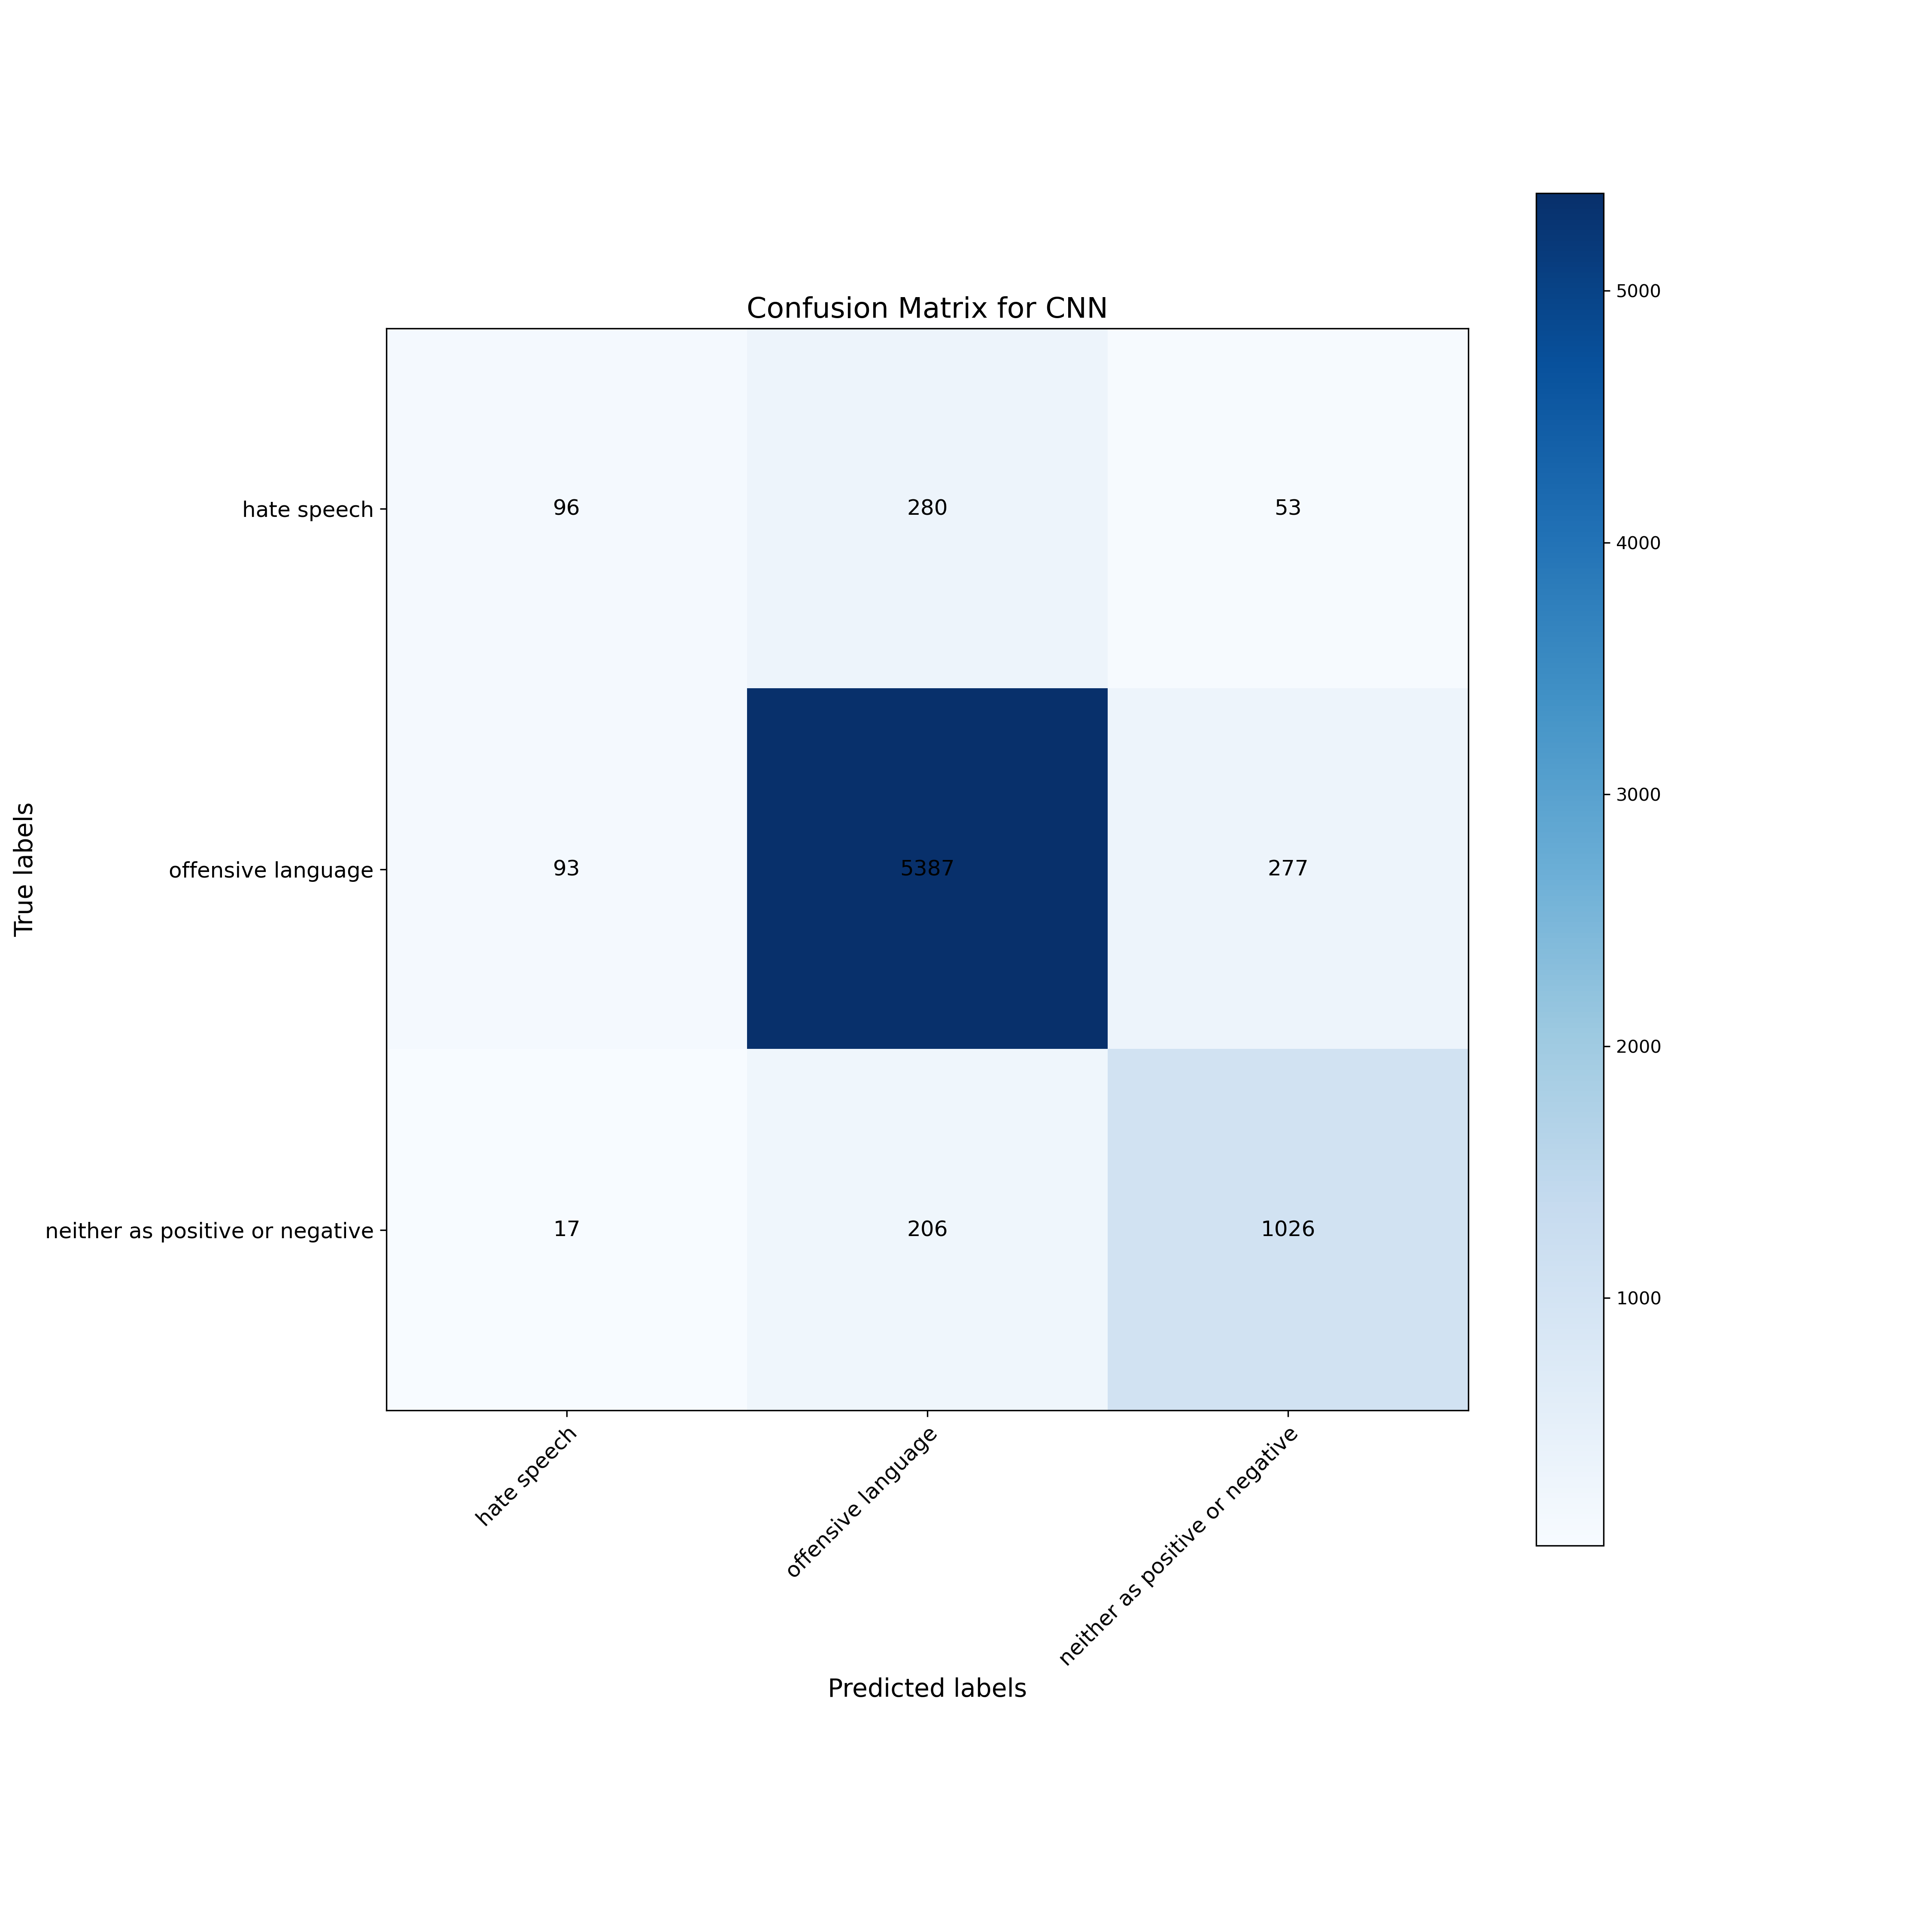 Confusion Matrix for CNN
True labels
hate speech
96 280 53
offensive language
93 5387 277
neither as positive or negative
17 206 1026
hate speech
offensive language
neither as positive or negative
Predicted labels
5000
4000
3000
2000
1000